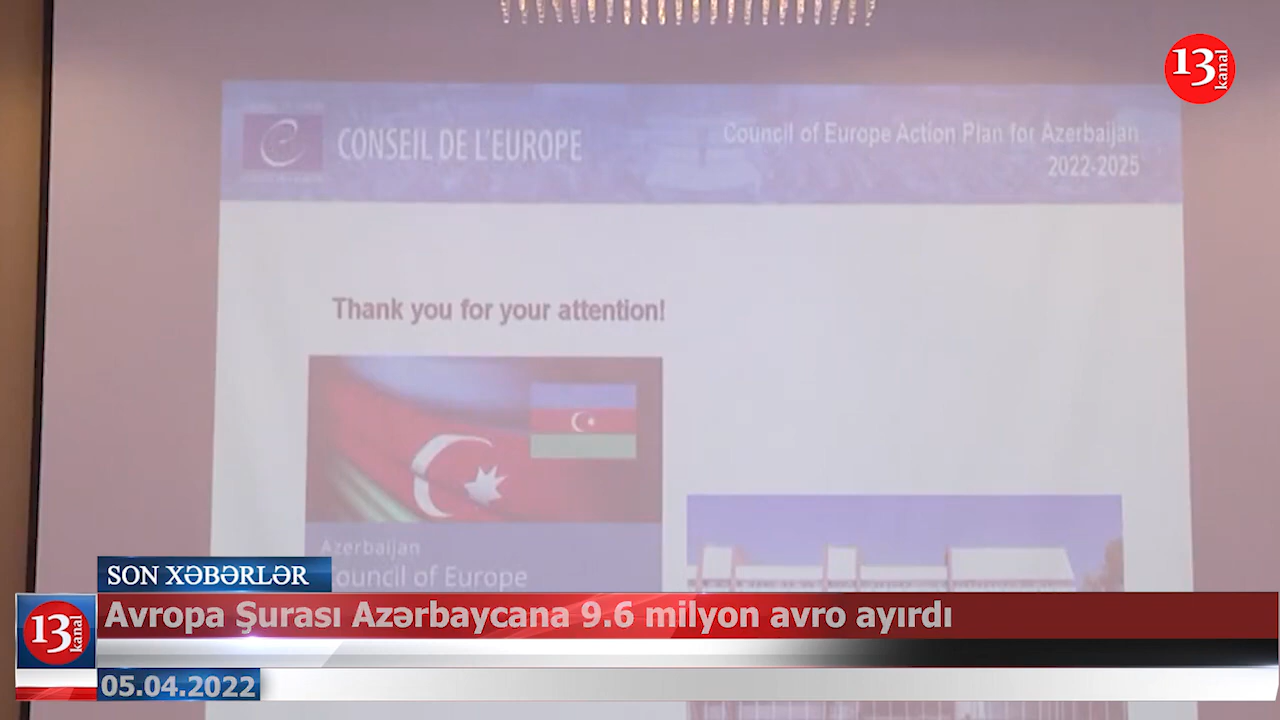 13 kanal
CONSEIL DE L'EUROPE
Council of Europe Action Plan for Azerbaijan
2022-2025
Thank you for your attention!
Azerbaijan
Council of Europe
SON XƏBƏRLƏR
13 kanal
Avropa Şurası Azərbaycana 9.6 milyon avro ayırdı
05.04.2022